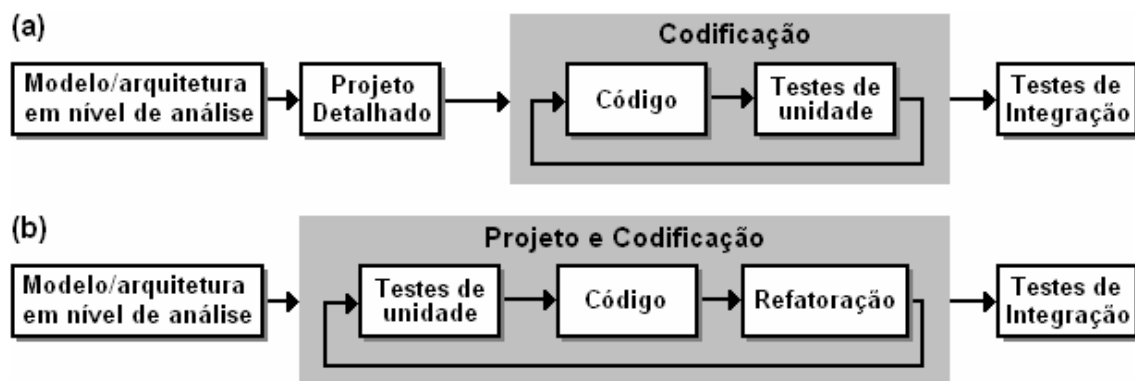 (a)
Codificação
Modelo/arquitetura
em nível de análise
Projeto
Detalhado
Código
Testes de
unidade
Testes de
Integração
(b)
Projeto e Codificação
Modelo/arquitetura
em nível de análise
Testes de
unidade
Código
Refatoração
Testes de
Integração